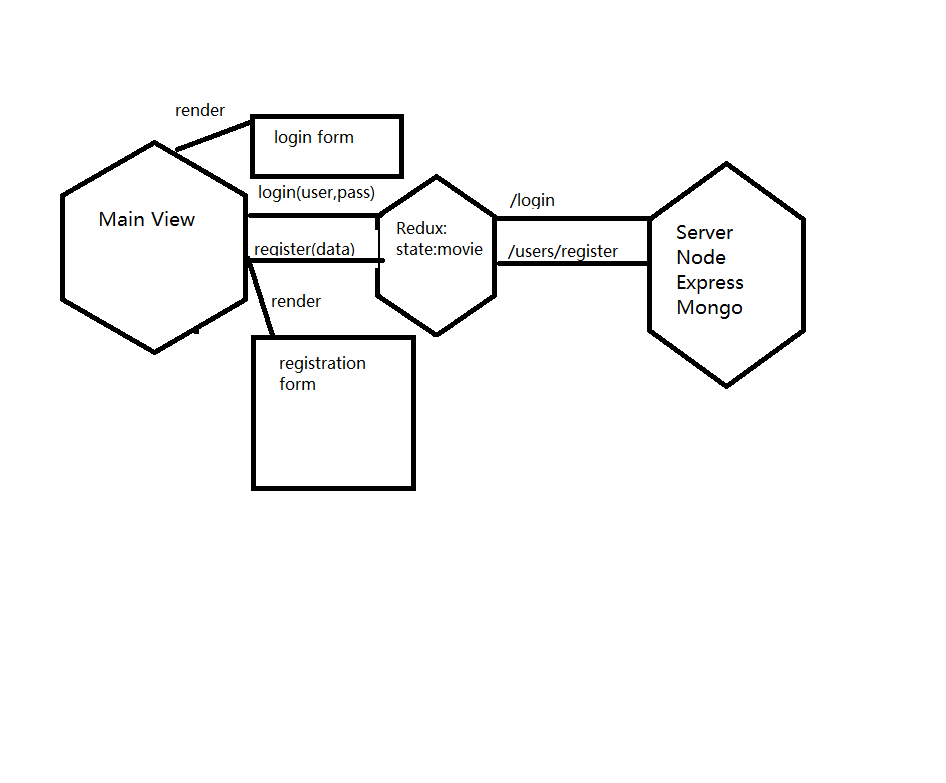 render
login form
login(user,pass)
/login
Main View
Redux:
state:movie
Server
Node
Express
Mongo
register(data)
/users/register
render
registration
form